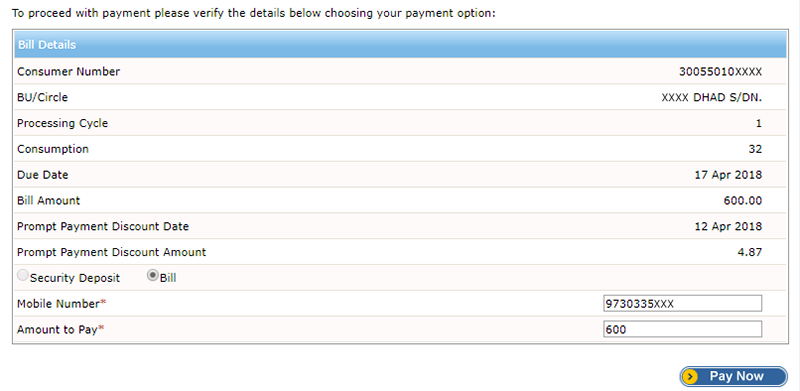 To proceed with payment please verify the details below choosing your payment option:
Bill Details
Consumer Number 30055010XXXX
BU/Circle XXXX DHAD S/DN.
Processing Cycle 1
Consumption 32
Due Date 17 Apr 2018
Bill Amount 600.00
Prompt Payment Discount Date 12 Apr 2018
Prompt Payment Discount Amount 4.87
Security Deposit Bill
Mobile Number* 9730335XXX
Amount to Pay* 600
Pay Now